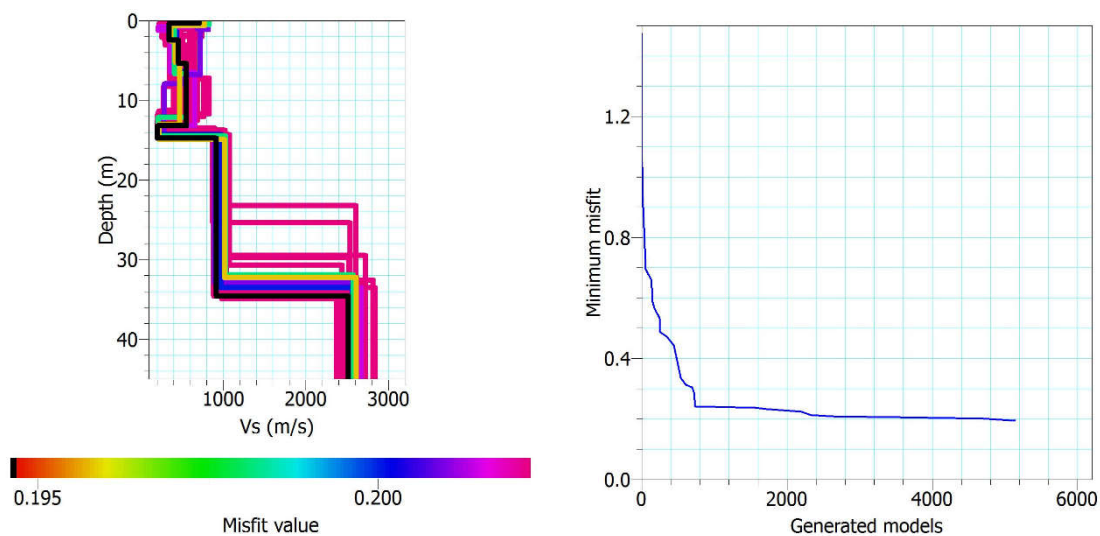 0
10
20
30
40
Depth (m)
1000 2000 3000
Vs (m/s)
0.195 0.200
Misfit value
1.2
0.8
0.4
0.0
Minimum misfit
0 2000 4000 6000
Generated models